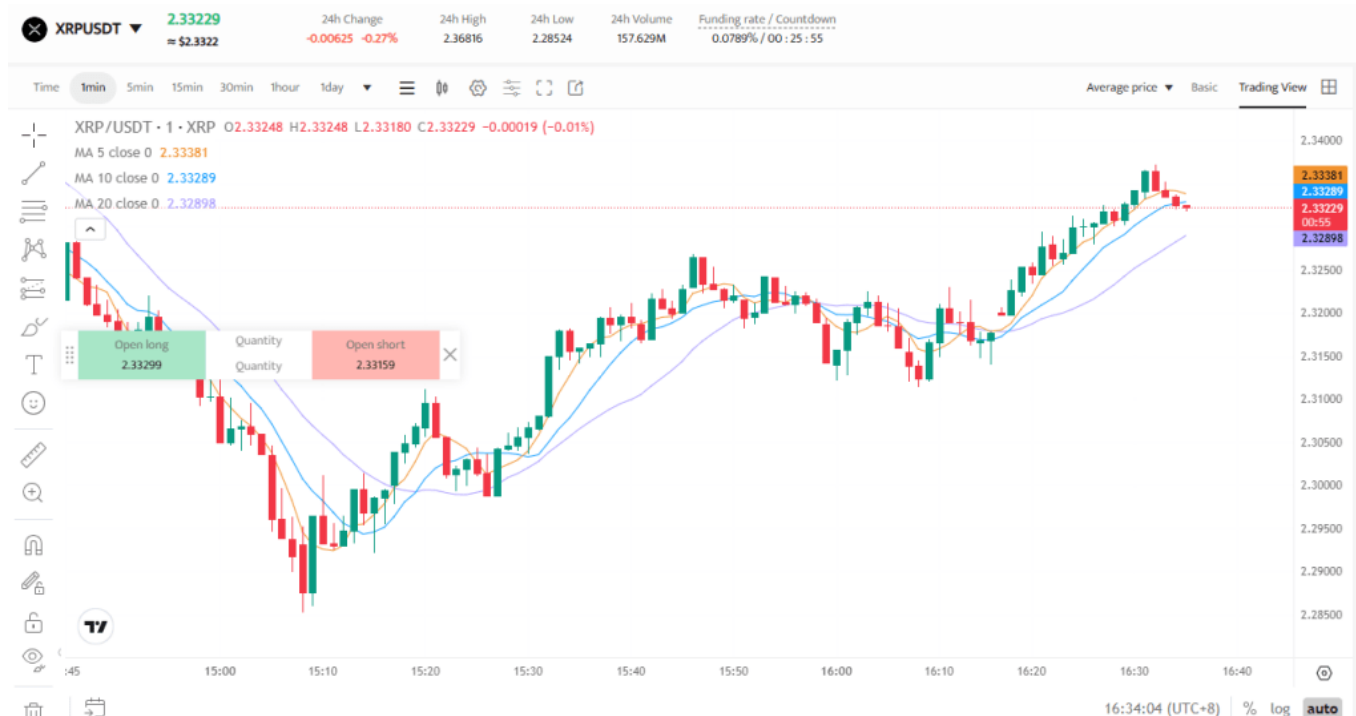 XRPUSDT
2.33229
≈ $2.3322
24h Change
-0.00625 -0.27%
24h High
2.36816
24h Low
2.28524
24h Volume
157.629M
Funding rate / Countdown
0.0789% / 00 : 25 : 55
Time 1min 5min 15min 30min 1hour 1day
Average price Basic Trading View
XRP/USDT · 1 · XRP O2.33248 H2.33248 L2.33180 C2.33229 −0.00019 (−0.01%)
MA 5 close 0 2.33381
MA 10 close 0 2.33289
MA 20 close 0 2.32898
Open long
2.33299
Quantity
Quantity
Open short
2.33159
2.34000
2.33381
2.33289
2.33229
00:55
2.32898
2.32500
2.32000
2.31500
2.31000
2.30500
2.30000
2.29500
2.29000
2.28500
:45 15:00 15:10 15:20 15:30 15:40 15:50 16:00 16:10 16:20 16:30 16:40
16:34:04 (UTC+8) % log auto